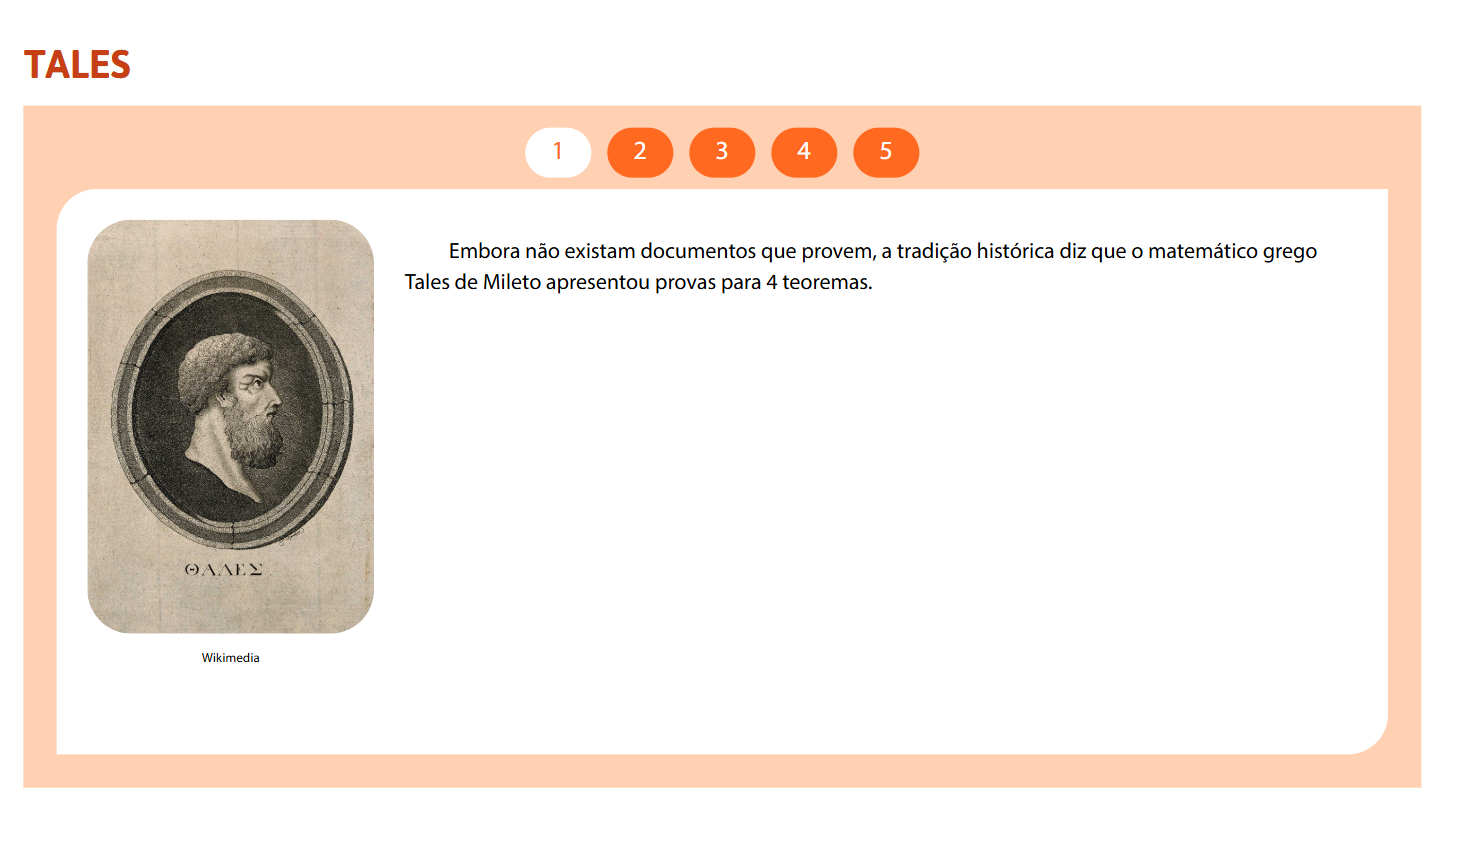 TALES
1 2 3 4 5
Embora não existam documentos que provem, a tradição histórica diz que o matemático grego
Tales de Mileto apresentou provas para 4 teoremas.
ΘΑΛΕΣ
Wikimedia